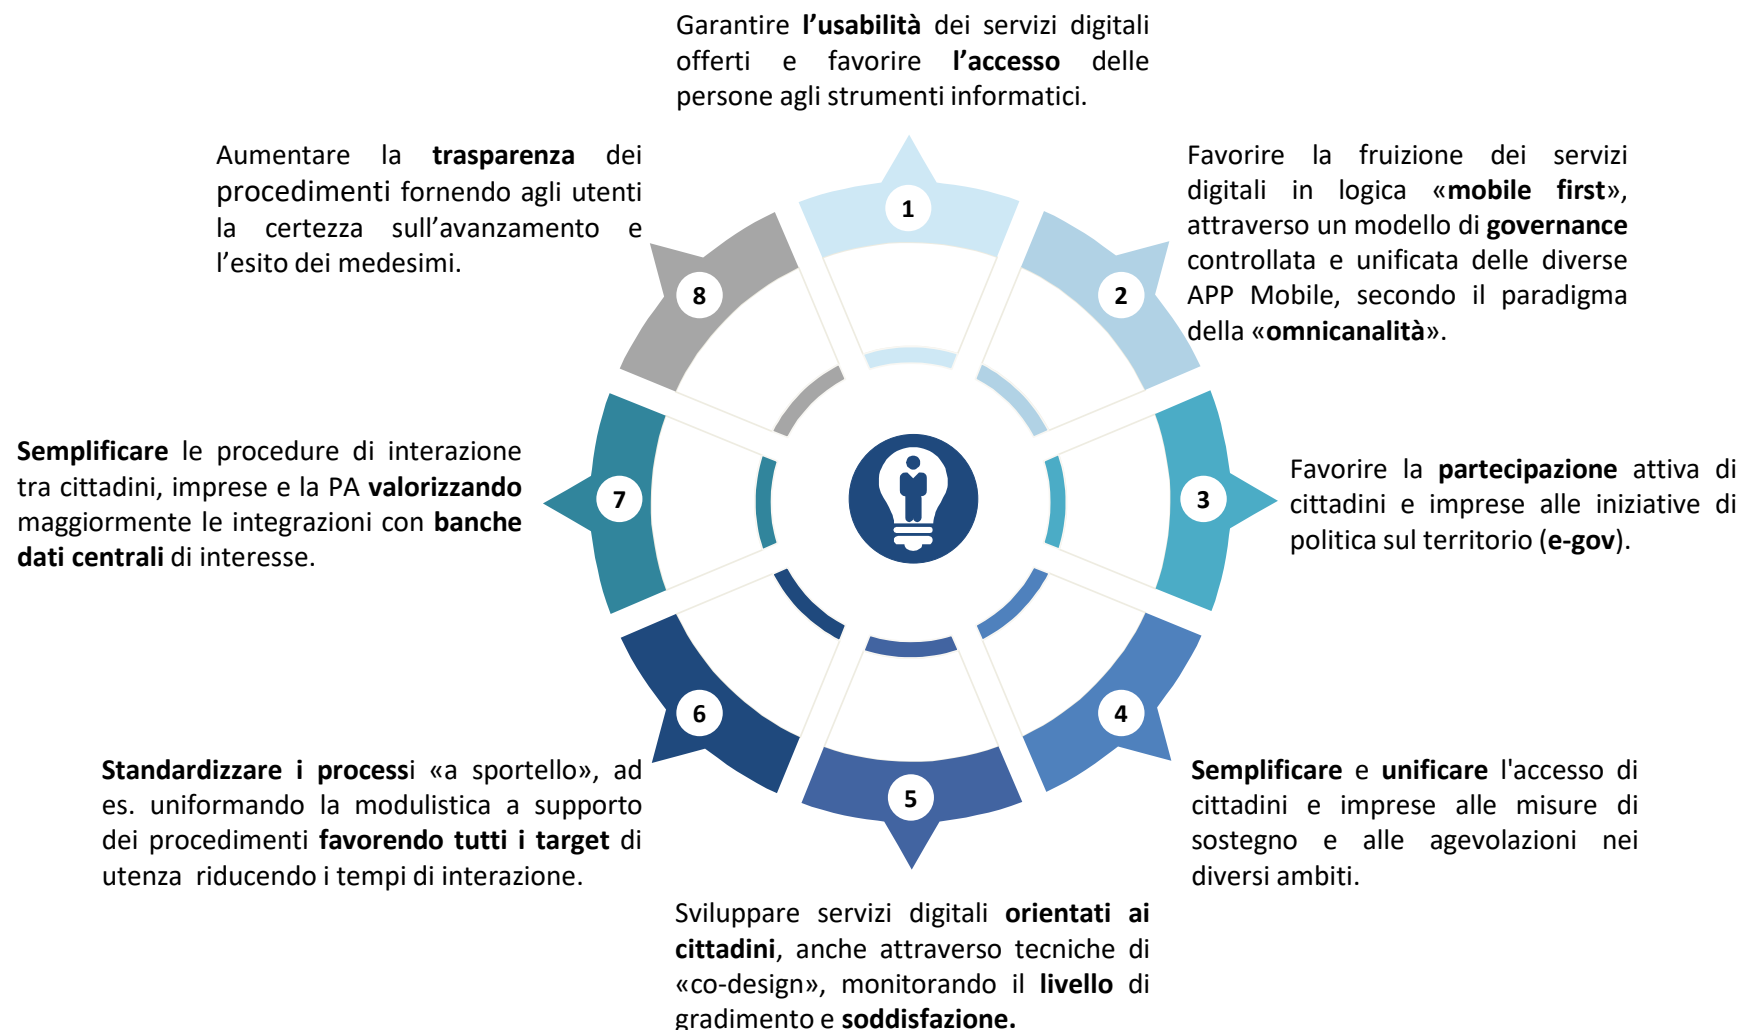 Garantire l’usabilità dei servizi digitali
offerti e favorire l’accesso delle
persone agli strumenti informatici.
1
Favorire la fruizione dei servizi
digitali in logica «mobile first»,
attraverso un modello di governance
controllata e unificata delle diverse
APP Mobile, secondo il paradigma
della «omnicanalità».
2
Favorire la partecipazione attiva di
cittadini e imprese alle iniziative di
politica sul territorio (e-gov).
3
Semplificare e unificare l'accesso di
cittadini e imprese alle misure di
sostegno e alle agevolazioni nei
diversi ambiti.
4
Sviluppare servizi digitali orientati ai
cittadini, anche attraverso tecniche di
«co-design», monitorando il livello di
gradimento e soddisfazione.
5
Standardizzare i processi «a sportello», ad
es. uniformando la modulistica a supporto
dei procedimenti favorendo tutti i target di
utenza riducendo i tempi di interazione.
6
Semplificare le procedure di interazione
tra cittadini, imprese e la PA valorizzando
maggiormente le integrazioni con banche
dati centrali di interesse.
7
Aumentare la trasparenza dei
procedimenti fornendo agli utenti
la certezza sull’avanzamento e
l’esito dei medesimi.
8